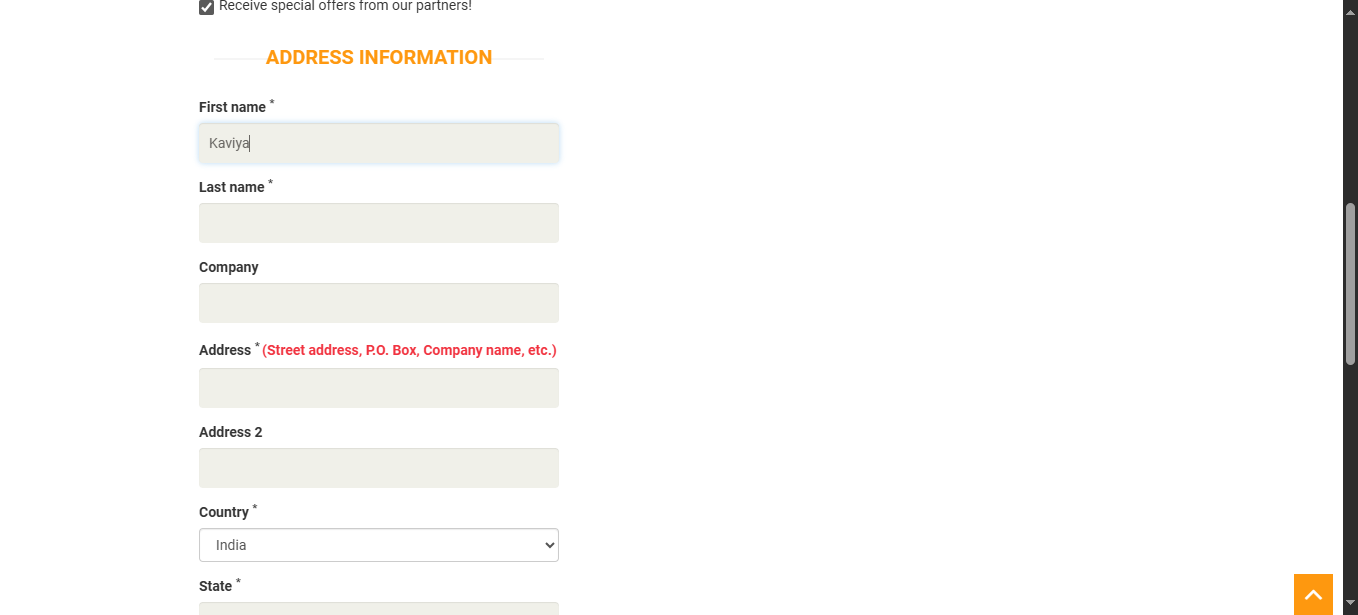 Receive special offers from our partners!
ADDRESS INFORMATION
First name *
Kaviya
Last name *
Company
Address * (Street address, P.O. Box, Company name, etc.)
Address 2
Country *
India
State *